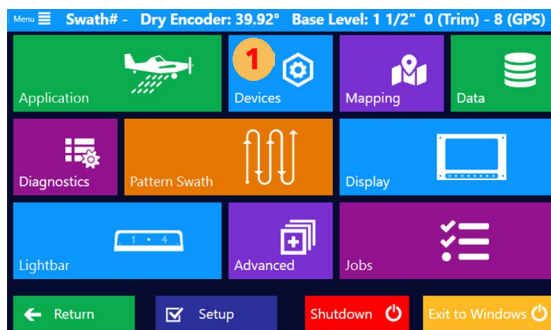 Menu Swath# - Dry Encoder: 39.92° Base Level: 1 1/2" 0 (Trim) - 8 (GPS)
1
Application Devices Mapping Data
Diagnostics Pattern Swath Display
1 • 4
Lightbar Advanced Jobs
Return Setup Shutdown Exit to Windows